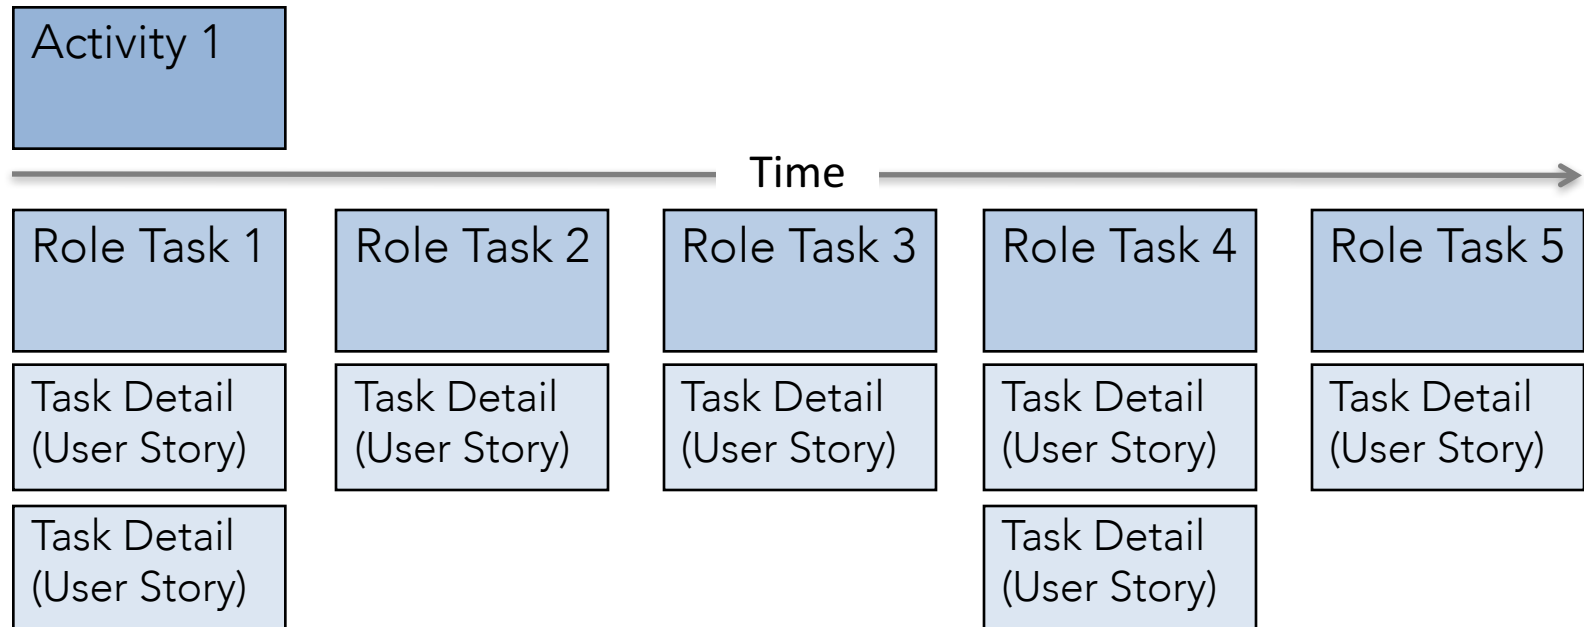 Activity 1
Time
Role Task 1
Role Task 2
Role Task 3
Role Task 4
Role Task 5
Task Detail
(User Story)
Task Detail
(User Story)
Task Detail
(User Story)
Task Detail
(User Story)
Task Detail
(User Story)
Task Detail
(User Story)
Task Detail
(User Story)